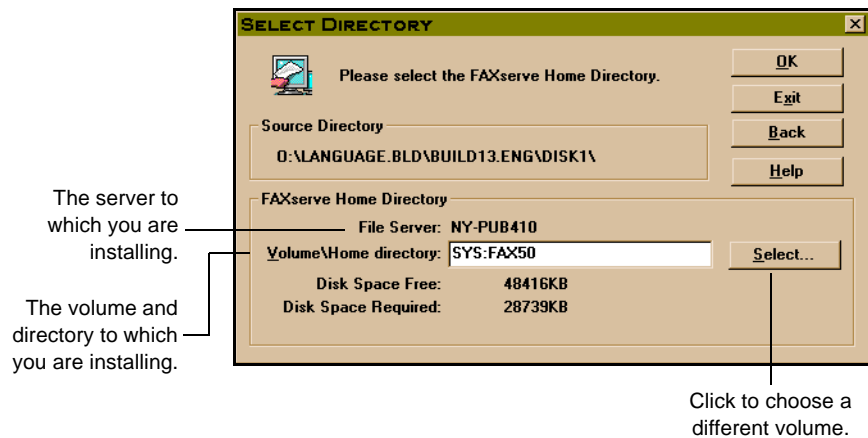 SELECT DIRECTORY
Please select the FAXserve Home Directory.
OK
Exit
Back
Help
Source Directory
O:\LANGUAGE.BLD\BUILD13.ENG\DISK1\
FAXserve Home Directory
File Server: NY-PUB410
Volume\Home directory: SYS:FAX50
Select...
Disk Space Free: 48416KB
Disk Space Required: 28739KB
The server to
which you are
installing.
The volume and
directory to which
you are installing.
Click to choose a
different volume.